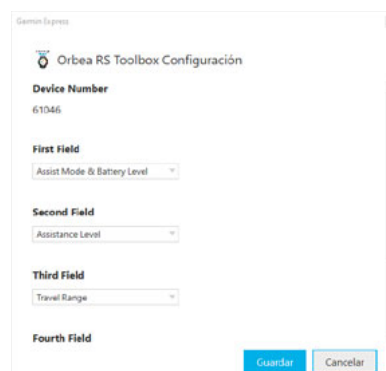 Garmin Express
Orbea RS Toolbox Configuración
Device Number
61046
First Field
Assist Mode & Battery Level
Second Field
Assistance Level
Third Field
Travel Range
Fourth Field
Guardar Cancelar